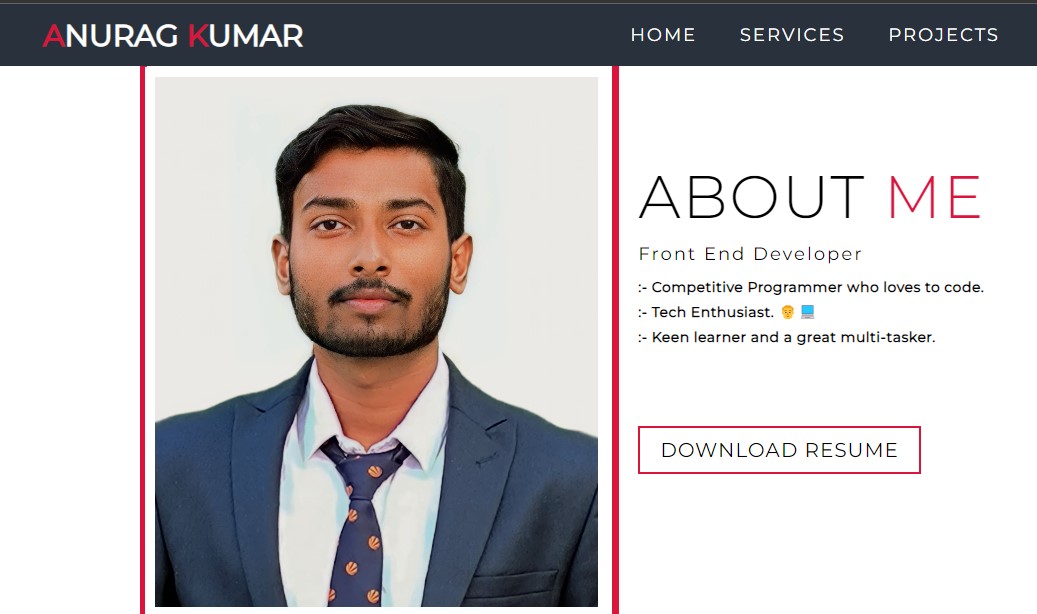 ANURAG KUMAR
HOME SERVICES PROJECTS
ABOUT ME
Front End Developer
:- Competitive Programmer who loves to code.
:- Tech Enthusiast. 👨‍💻
:- Keen learner and a great multi-tasker.
DOWNLOAD RESUME